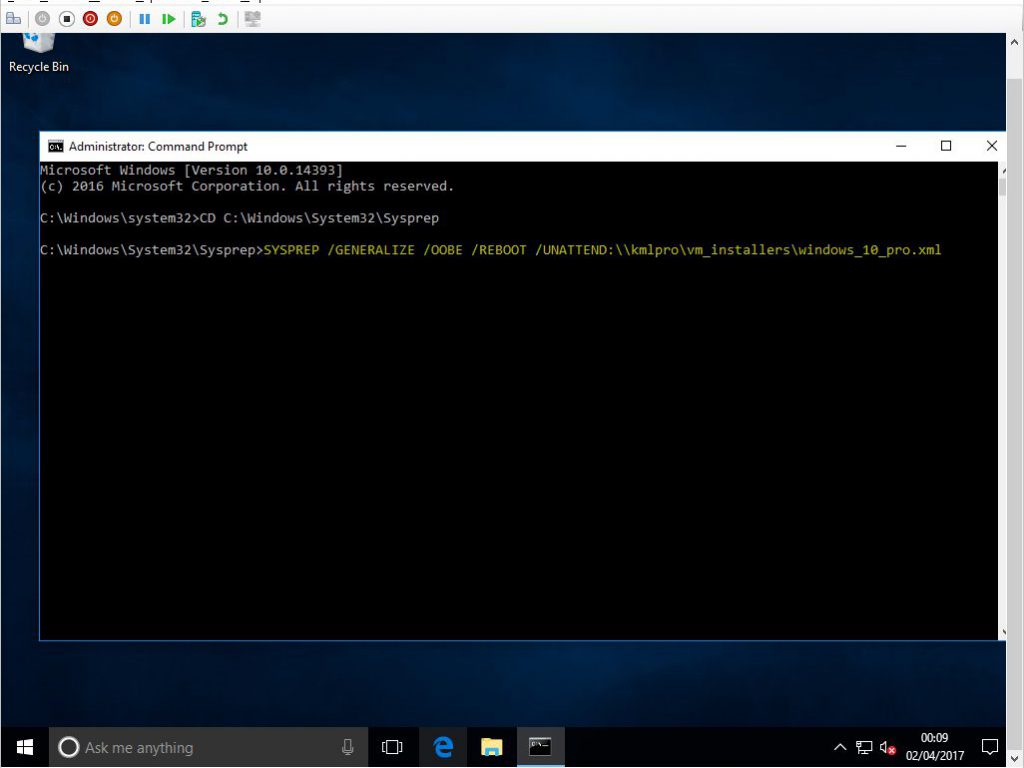 Recycle Bin
Administrator: Command Prompt
Microsoft Windows [Version 10.0.14393]
(c) 2016 Microsoft Corporation. All rights reserved.
C:\Windows\system32>CD C:\Windows\System32\Sysprep
C:\Windows\System32\Sysprep>SYSPREP /GENERALIZE /OOBE /REBOOT /UNATTEND:\\kmlpro\vm_installers\windows_10_pro.xml
Ask me anything
00:09
02/04/2017